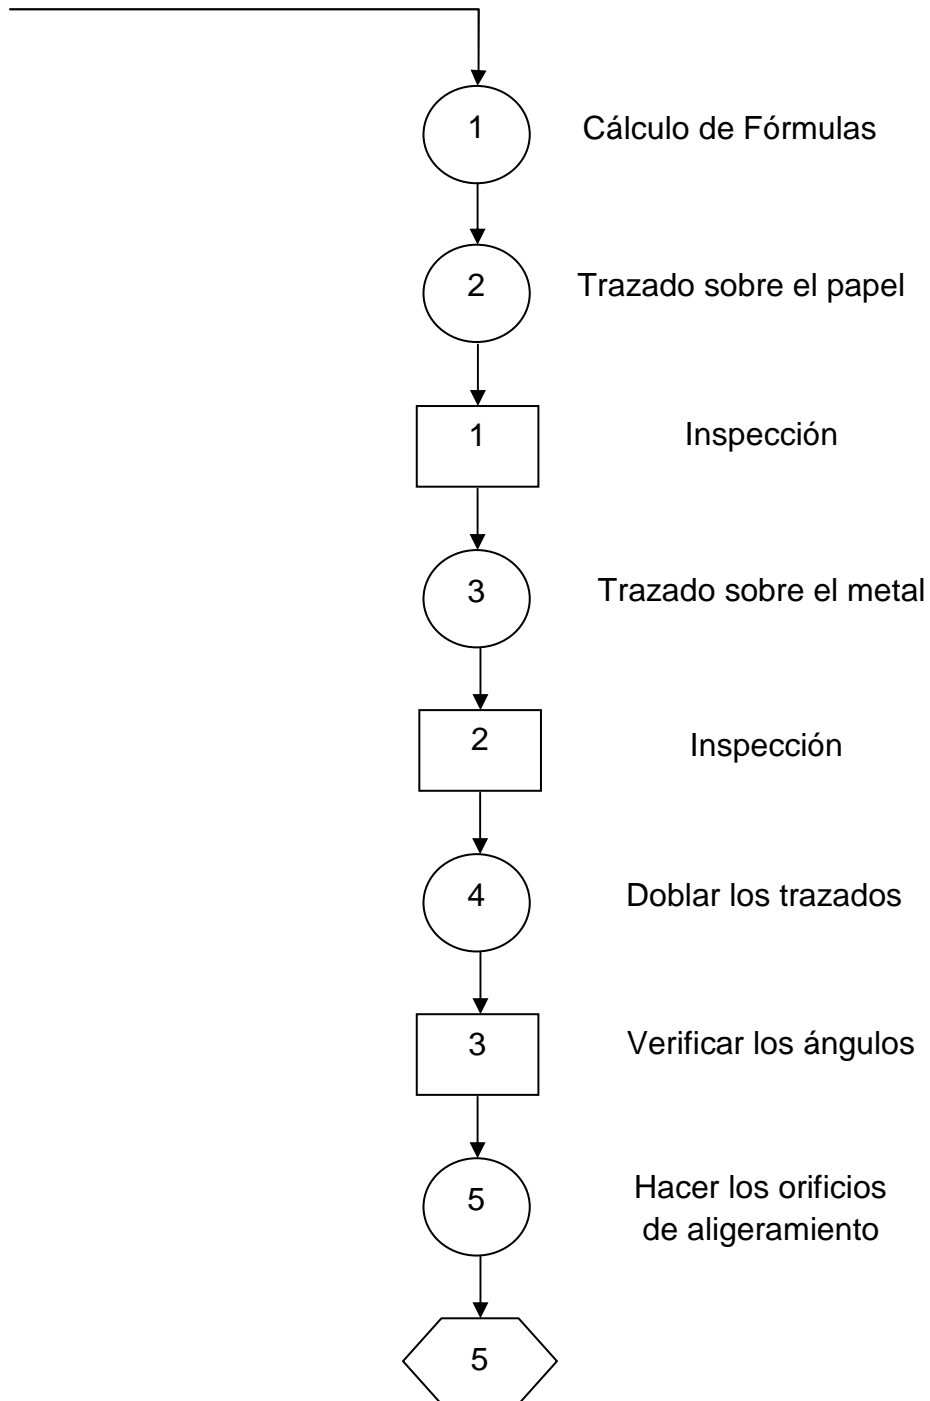 1
Cálculo de Fórmulas
2
Trazado sobre el papel
1
Inspección
3
Trazado sobre el metal
2
Inspección
4
Doblar los trazados
3
Verificar los ángulos
5
Hacer los orificios
de aligeramiento
5